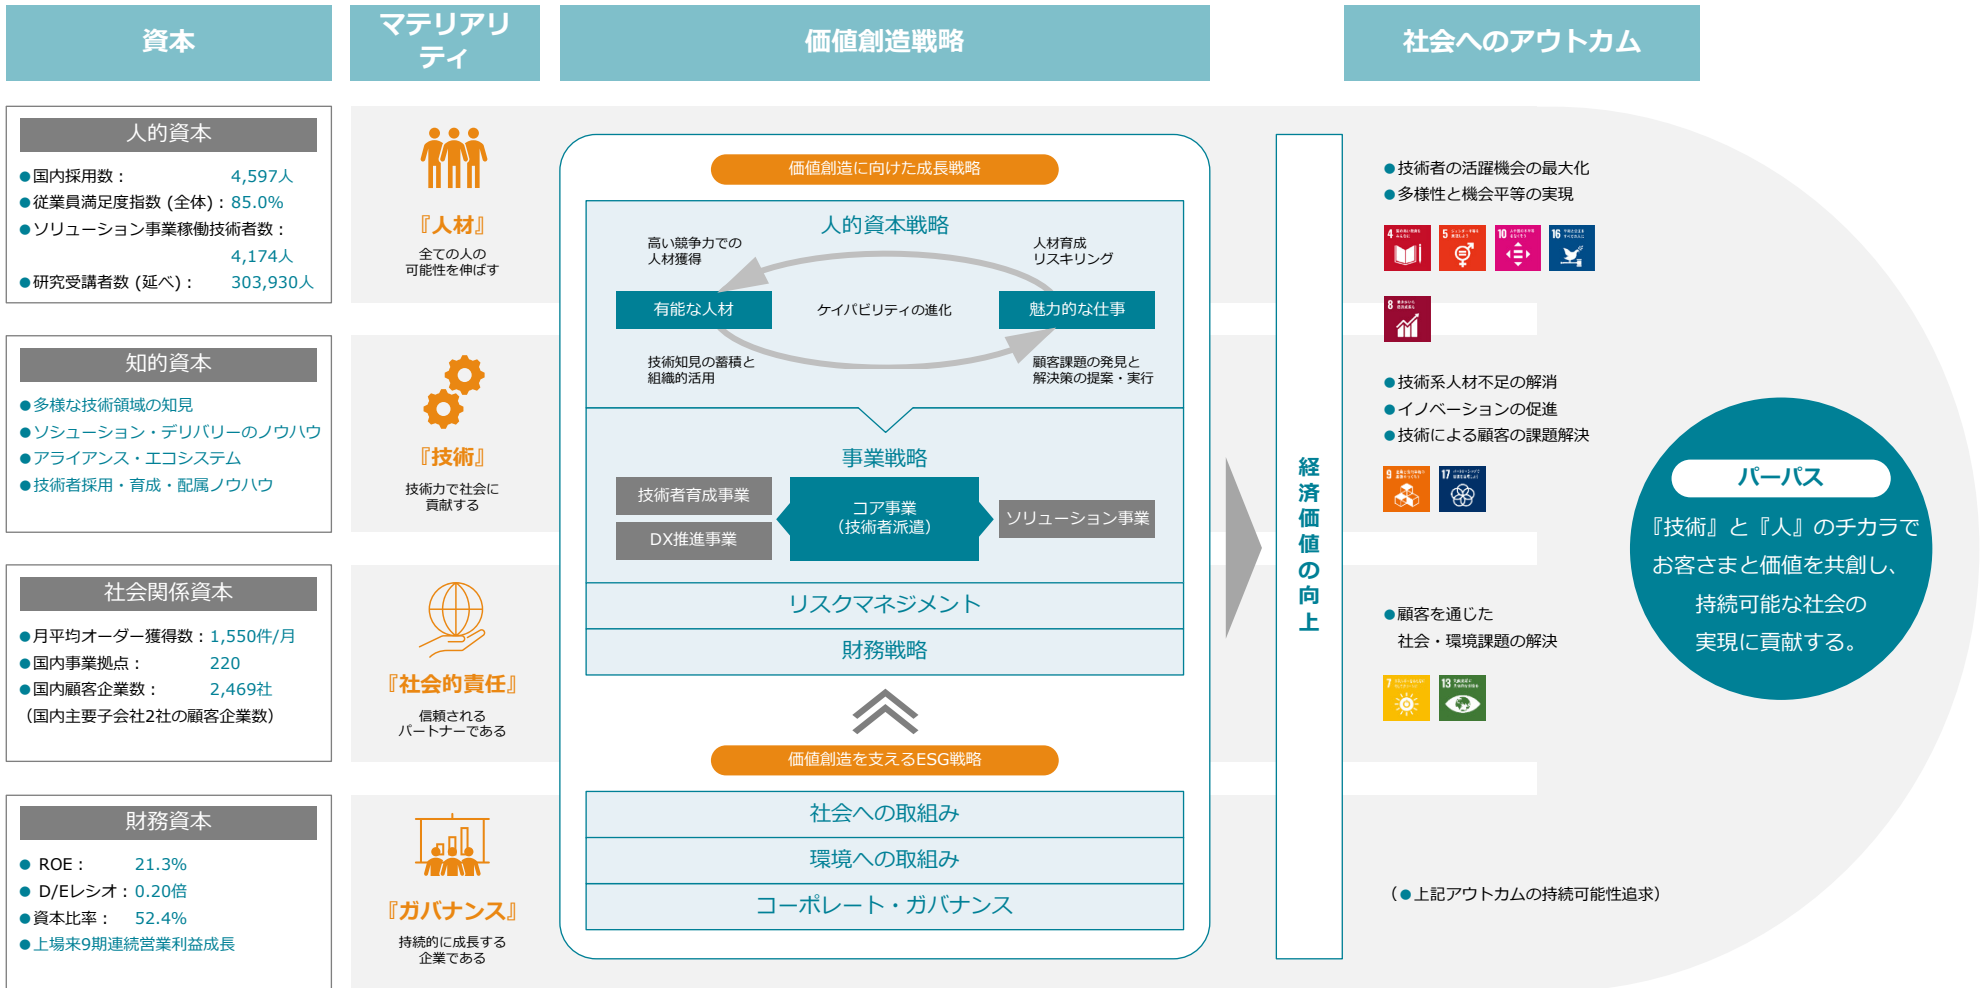 資本
マテリアリ
ティ
価値創造戦略
社会へのアウトカム
人的資本
●国内採用数： 4,597人
●従業員満足度指数 (全体)：85.0%
●ソリューション事業稼働技術者数：
4,174人
●研究受講者数 (延べ)： 303,930人
知的資本
●多様な技術領域の知見
●ソシューション・デリバリーのノウハウ
●アライアンス・エコシステム
●技術者採用・育成・配属ノウハウ
社会関係資本
●月平均オーダー獲得数：1,550件/月
●国内事業拠点： 220
●国内顧客企業数： 2,469社
（国内主要子会社2社の顧客企業数）
財務資本
● ROE： 21.3%
● D/Eレシオ：0.20倍
●資本比率： 52.4%
●上場来9期連続営業利益成長
『人材』
全ての人の
可能性を伸ばす
『技術』
技術力で社会に
貢献する
『社会的責任』
信頼される
パートナーである
『ガバナンス』
持続的に成長する
企業である
価値創造に向けた成長戦略
人的資本戦略
高い競争力での
人材獲得
人材育成
リスキリング
有能な人材
ケイパビリティの進化
魅力的な仕事
技術知見の蓄積と
組織的活用
顧客課題の発見と
解決策の提案・実行
事業戦略
技術者育成事業
DX推進事業
コア事業
（技術者派遣）
ソリューション事業
リスクマネジメント
財務戦略
価値創造を支えるESG戦略
社会への取組み
環境への取組み
コーポレート・ガバナンス
経済価値の向上
●技術者の活躍機会の最大化
●多様性と機会平等の実現
4
5
10
16
8
●技術系人材不足の解消
●イノベーションの促進
●技術による顧客の課題解決
9
17
●顧客を通じた
社会・環境課題の解決
7
13
（●上記アウトカムの持続可能性追求）
パーパス
『技術』と『人』のチカラで
お客さまと価値を共創し、
持続可能な社会の
実現に貢献する。